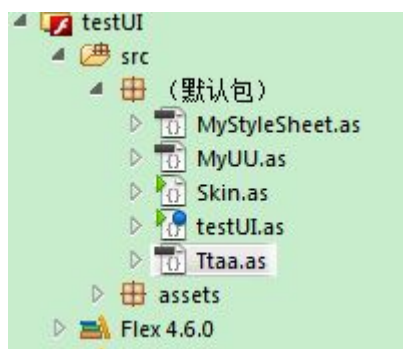 testUI
src
（默认包）
MyStyleSheet.as
MyUU.as
Skin.as
testUI.as
Ttaa.as
assets
Flex 4.6.0